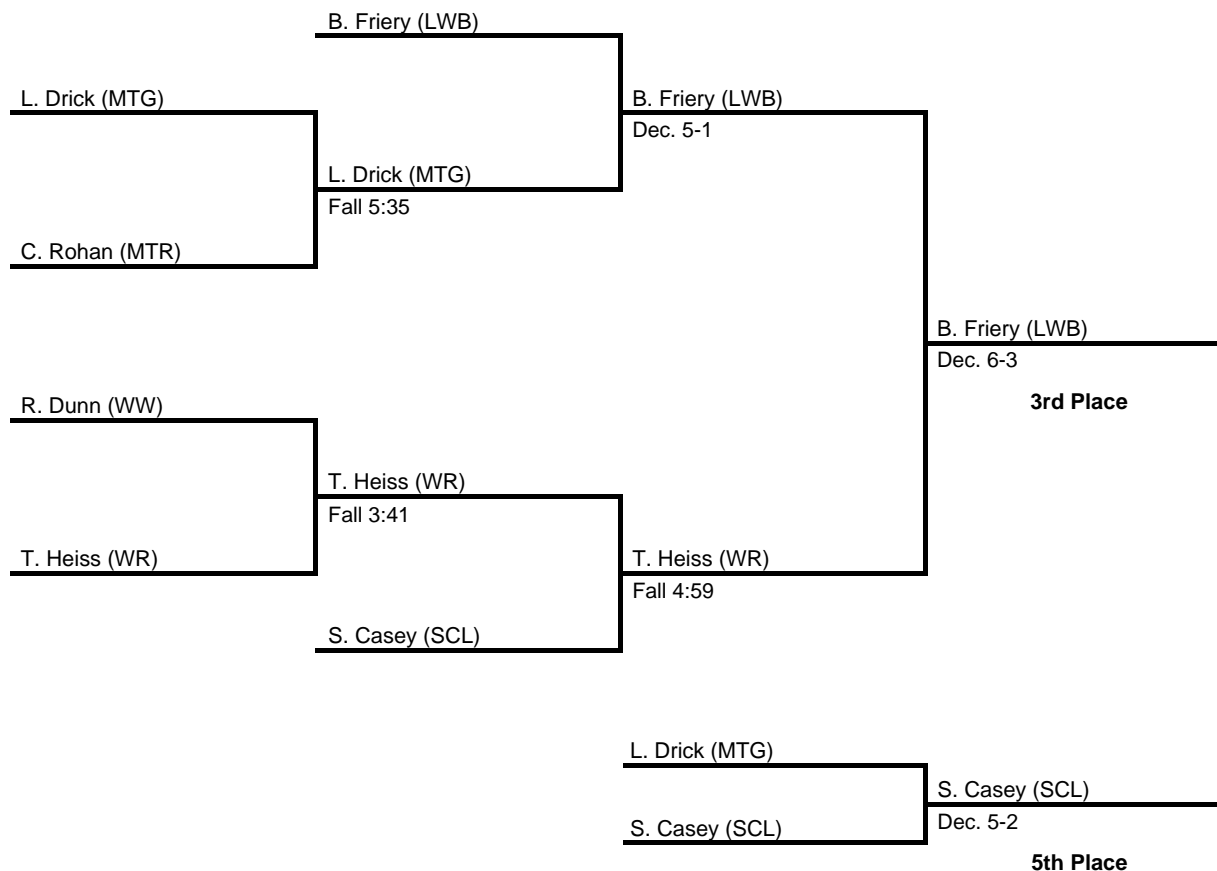 B. Friery (LWB)
L. Drick (MTG)
B. Friery (LWB)
Dec. 5-1
L. Drick (MTG)
Fall 5:35
C. Rohan (MTR)
B. Friery (LWB)
Dec. 6-3
3rd Place
R. Dunn (WW)
T. Heiss (WR)
Fall 3:41
T. Heiss (WR)
T. Heiss (WR)
Fall 4:59
S. Casey (SCL)
L. Drick (MTG)
S. Casey (SCL)
Dec. 5-2
S. Casey (SCL)
5th Place